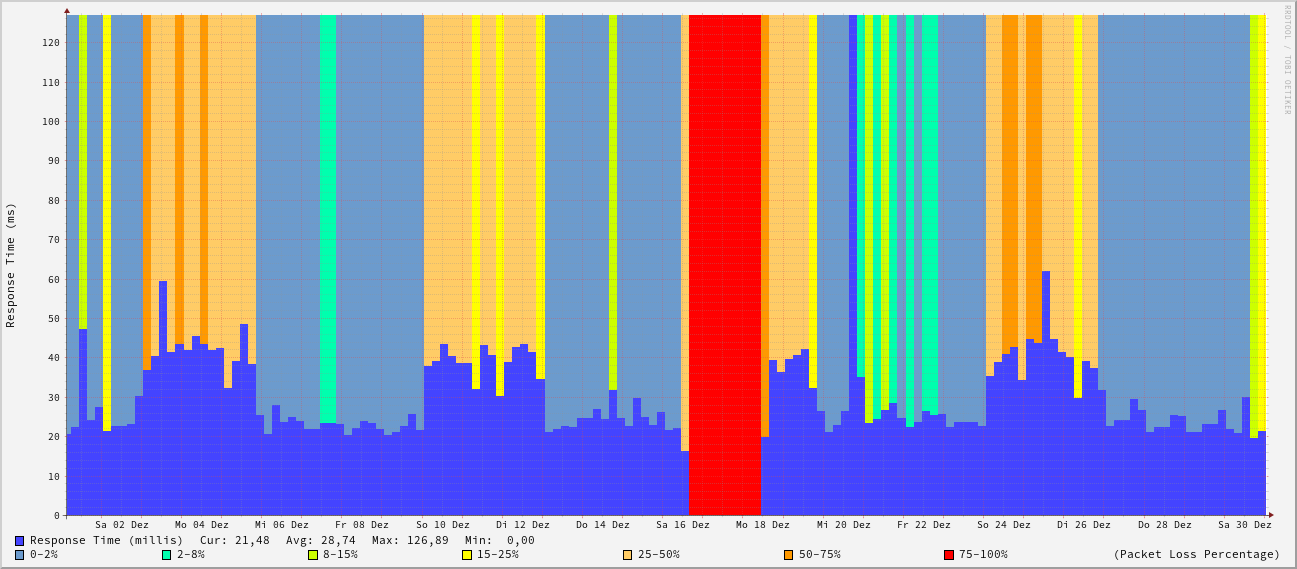 RRDTOOL / TOBI OETIKER
Response Time (ms)
120
110
100
90
80
70
60
50
40
30
20
10
0
Sa 02 Dez Mo 04 Dez Mi 06 Dez Fr 08 Dez So 10 Dez Di 12 Dez Do 14 Dez Sa 16 Dez Mo 18 Dez Mi 20 Dez Fr 22 Dez So 24 Dez Di 26 Dez Do 28 Dez Sa 30 Dez
Response Time (millis) Cur: 21,48 Avg: 28,74 Max: 126,89 Min: 0,00
0-2% 2-8% 8-15% 15-25% 25-50% 50-75% 75-100% (Packet Loss Percentage)